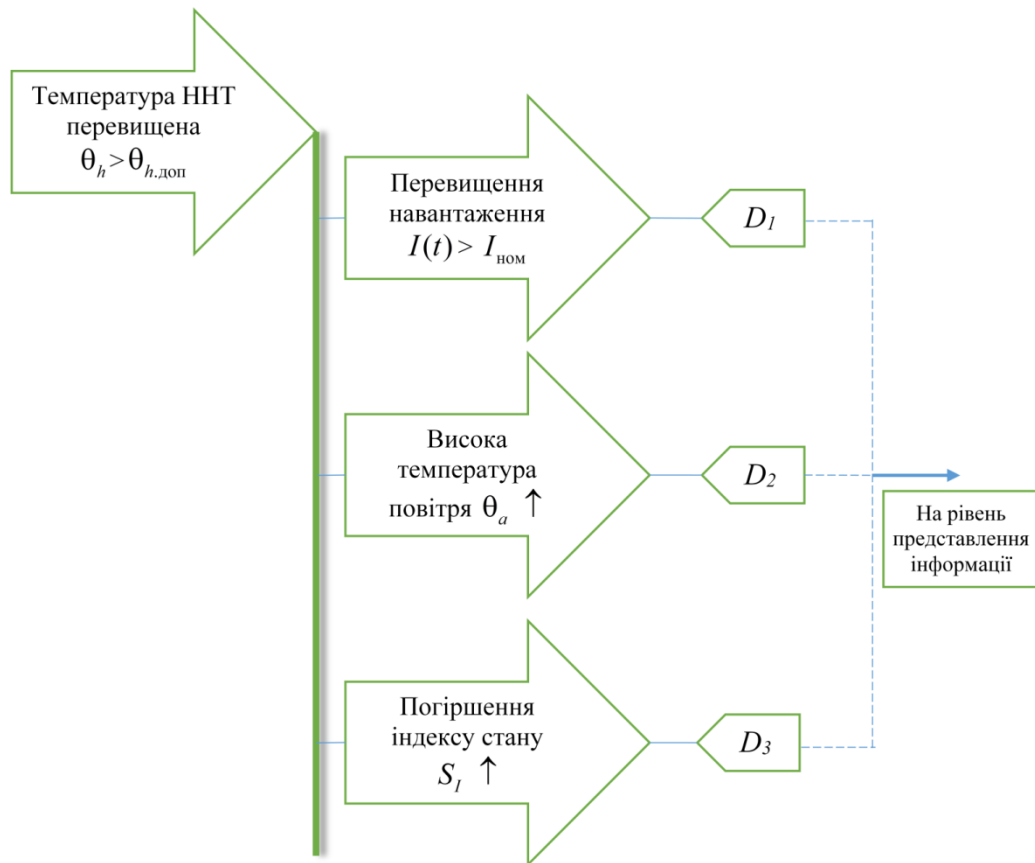 Температура ННТ
перевищена
θh > θh.доп
Перевищення
навантаження
I(t) > Iном
D1
Висока
температура
повітря θa ↑
D2
На рівень
представлення
інформації
Погіршення
індексу стану
SI ↑
D3